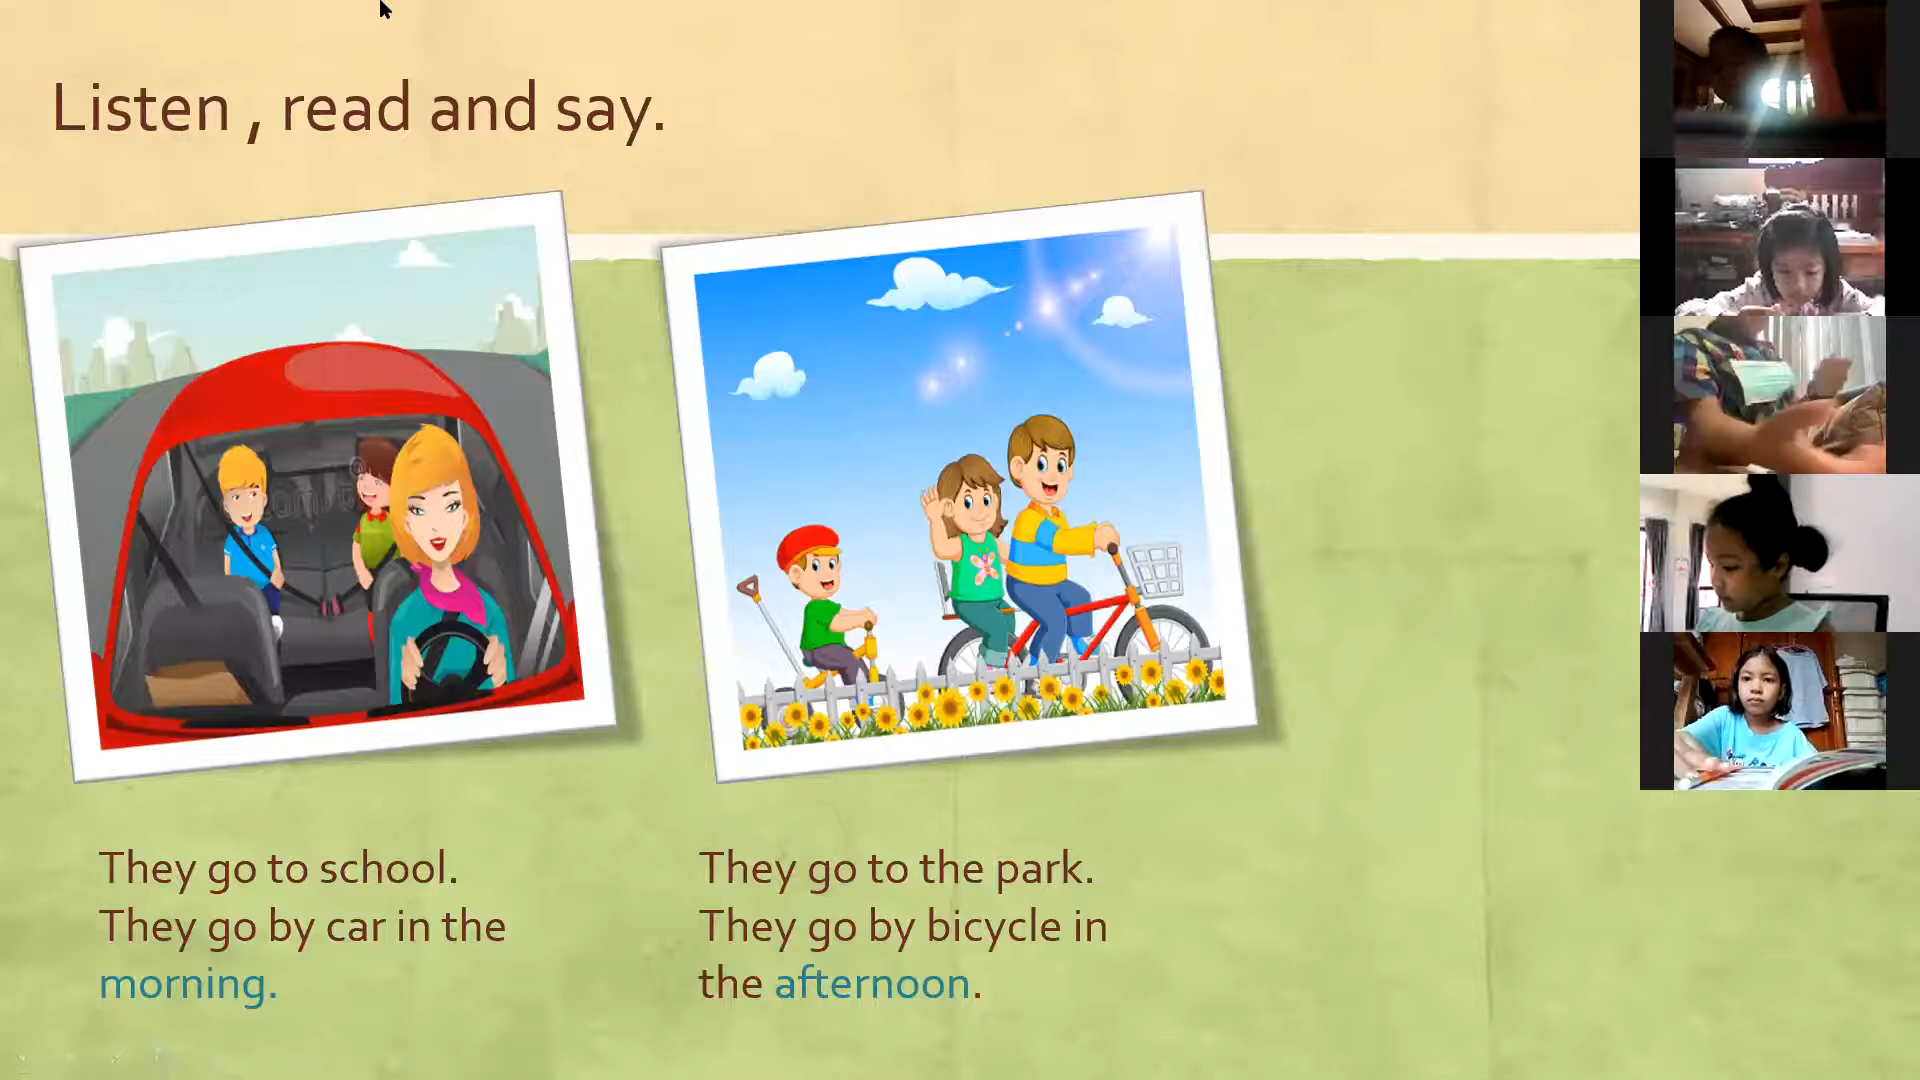 Listen , read and say.
They go to school.
They go by car in the
morning.
They go to the park.
They go by bicycle in
the afternoon.